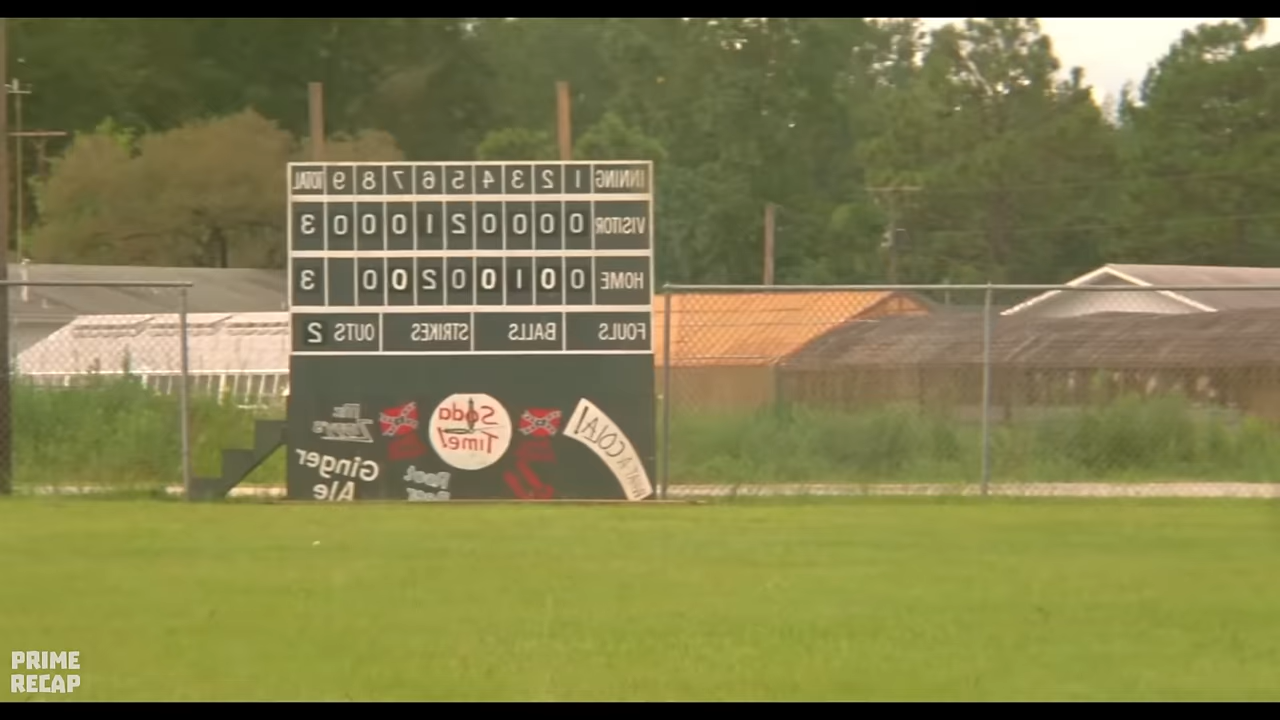 INNING 1 2 3 4 5 6 7 8 9 TOTAL
VISITOR 0 0 0 0 2 1 0 0 0 3
HOME 0 0 1 0 0 2 0 0 3
FOULS BALLS STRIKES OUTS 2
WHAT A COLA!
Soda
Time!
Root
Beer
Ginger
Ale
PRIME
RECAP